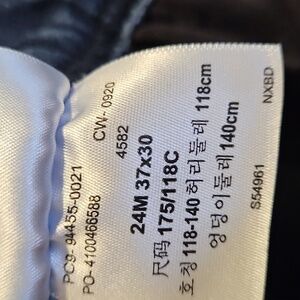 PC9- 94455-0021
PO-4100466588
CW- 0920
4582
24M 37x30
尺码 175/118C
호칭 118-140 허리둘레 118cm
엉덩이둘레 140cm
S54961
NXBD